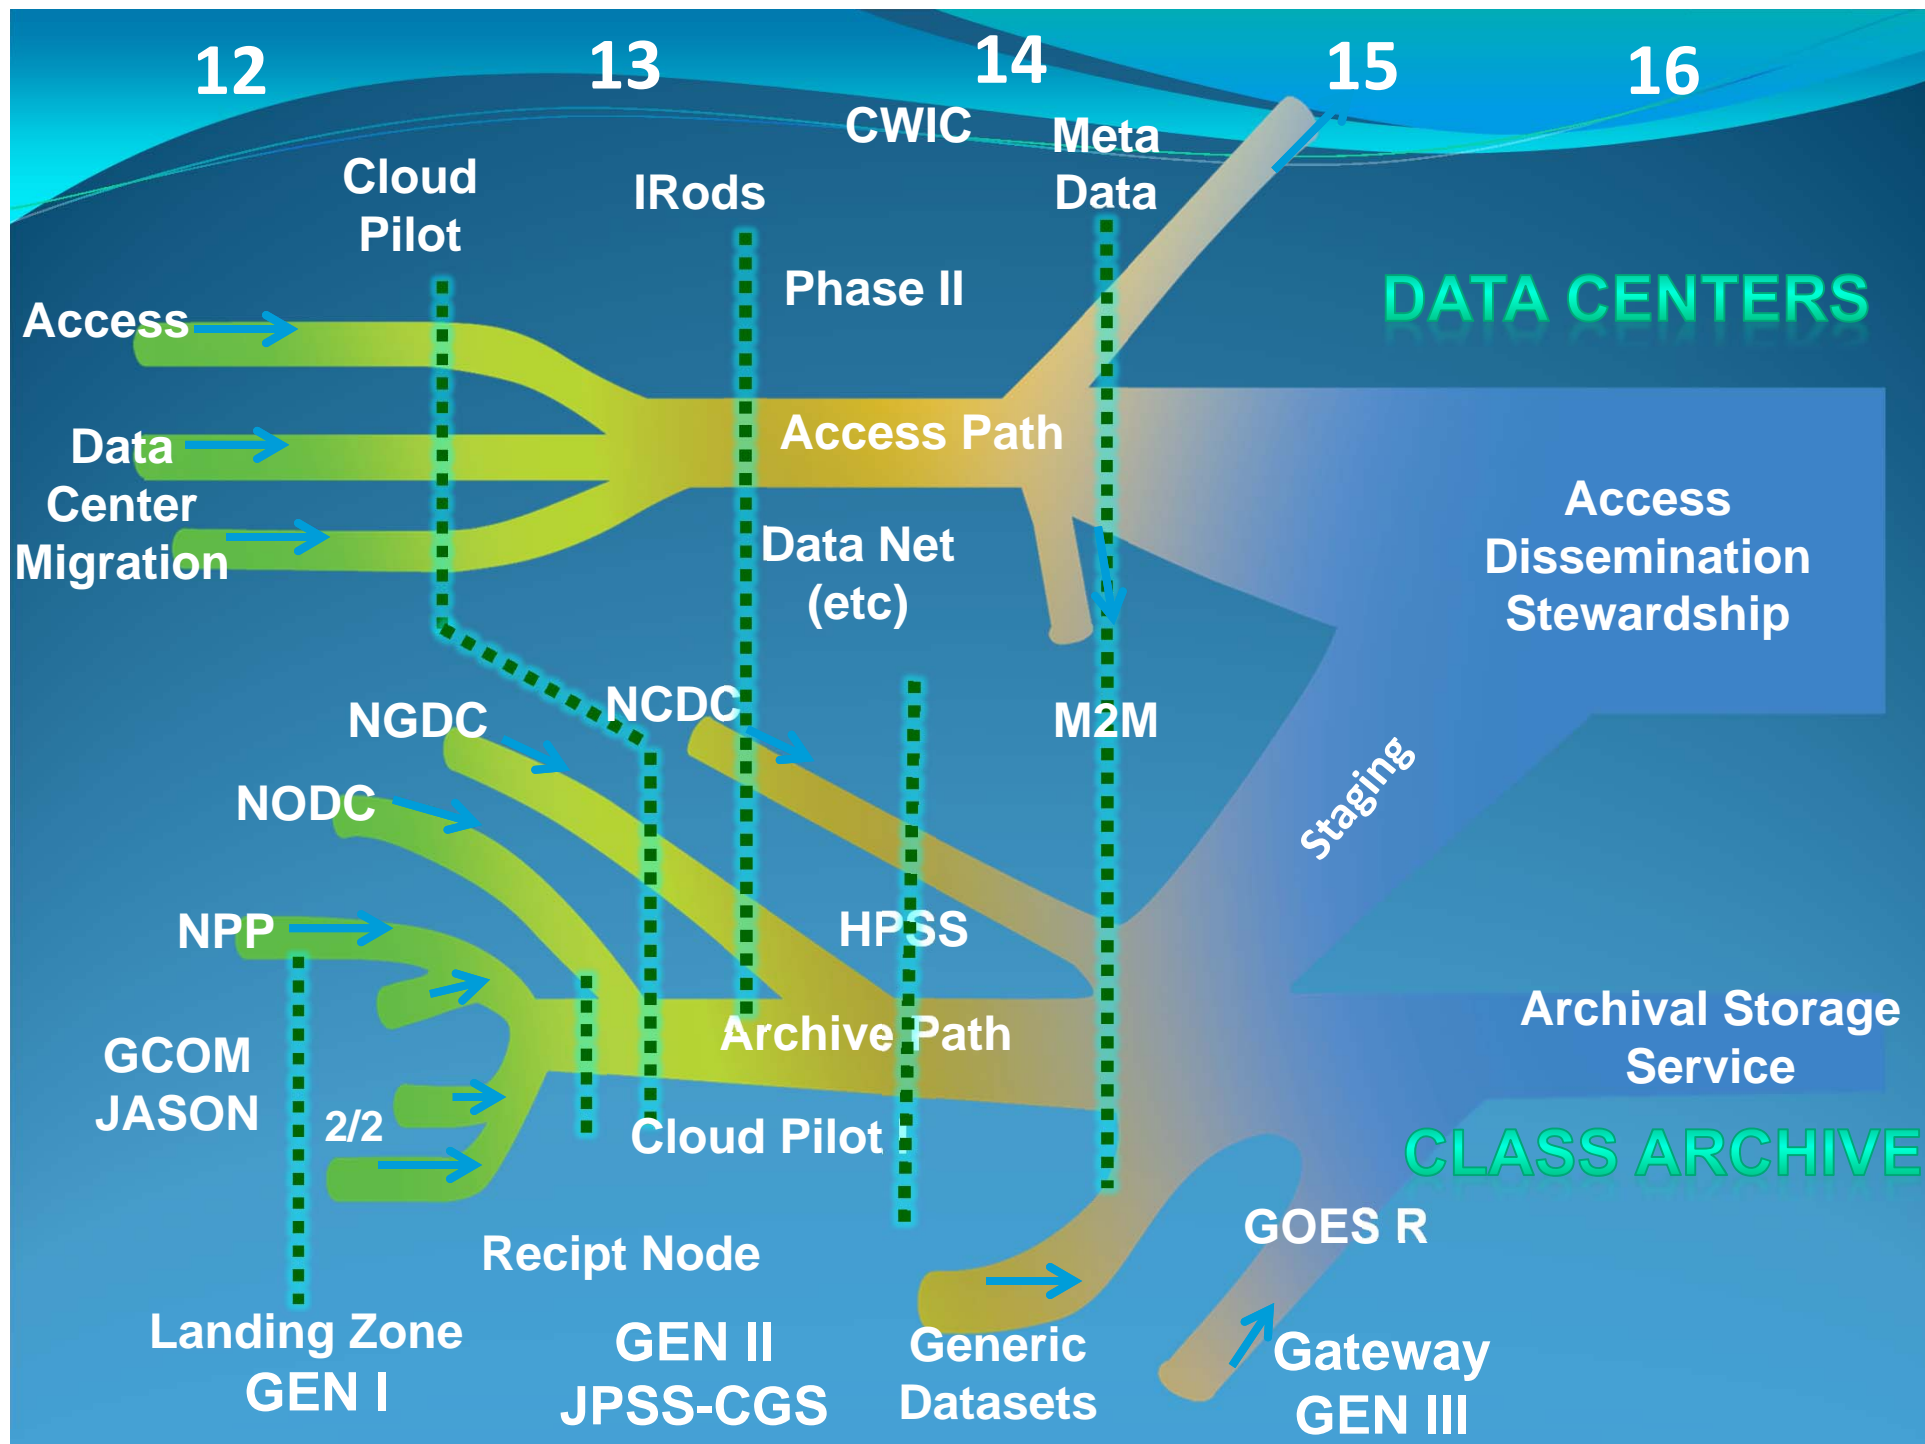 12
13
14
15
16
CWIC
Meta
Data
Cloud
Pilot
IRods
Phase II
DATA CENTERS
Access
Access Path
Data
Center
Migration
Data Net
(etc)
Access
Dissemination
Stewardship
NGDC
NCDC
M2M
NODC
Staging
NPP
HPSS
Archival Storage
Service
Archive Path
GCOM
JASON
2/2
Cloud Pilot
CLASS ARCHIVE
GOES R
Recipt Node
Landing Zone
GEN I
GEN II
JPSS-CGS
Generic
Datasets
Gateway
GEN III